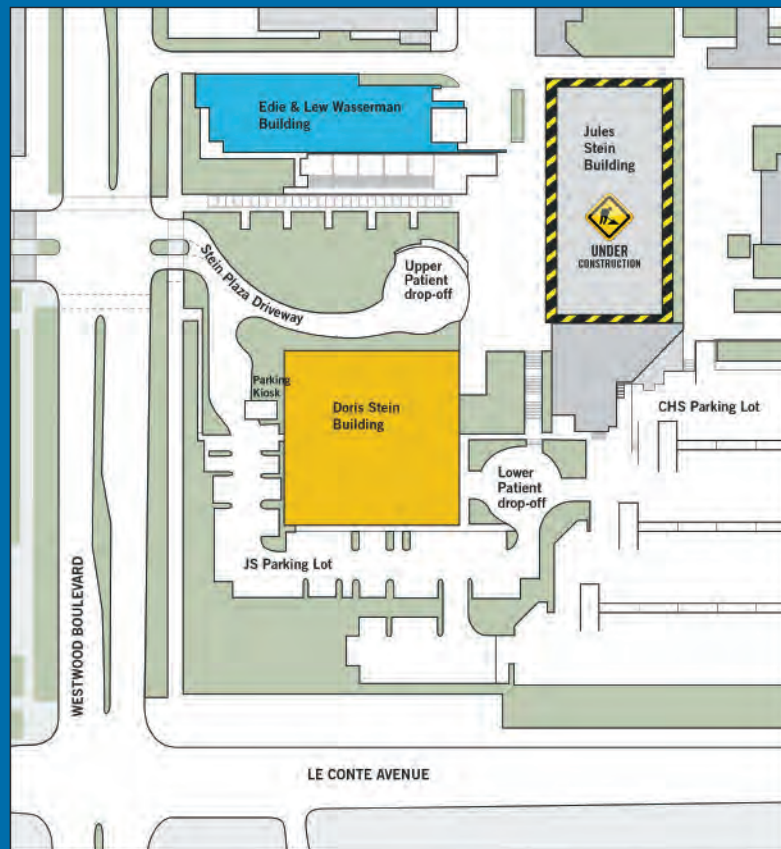 Edie & Lew Wasserman
Building
Jules
Stein
Building
UNDER
CONSTRUCTION
Stein Plaza Driveway
Upper
Patient
drop-off
Parking
Kiosk
Doris Stein
Building
CHS Parking Lot
Lower
Patient
drop-off
JS Parking Lot
WESTWOOD BOULEVARD
LE CONTE AVENUE